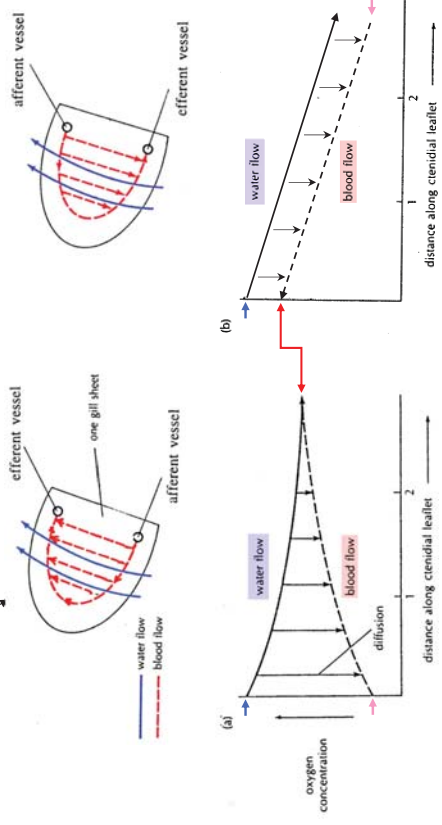 efferent vessel
one gill sheet
afferent vessel
water flow
blood flow
afferent vessel
efferent vessel
(a)
oxygen
concentration
water flow
blood flow
diffusion
1
2
distance along ctenidial leaflet
(b)
water flow
blood flow
1
2
distance along ctenidial leaflet